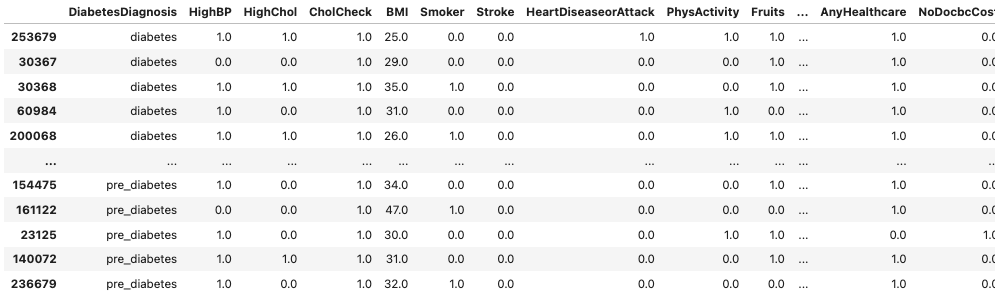 DiabetesDiagnosis HighBP HighChol CholCheck BMI Smoker Stroke HeartDiseaseorAttack PhysActivity Fruits ... AnyHealthcare NoDocbcCost
253679 diabetes 1.0 1.0 1.0 25.0 0.0 0.0 1.0 1.0 1.0 ... 1.0 0.0
30367 diabetes 0.0 0.0 1.0 29.0 0.0 0.0 0.0 0.0 1.0 ... 1.0 0.0
30368 diabetes 1.0 1.0 1.0 35.0 1.0 0.0 0.0 0.0 1.0 ... 1.0 0.0
60984 diabetes 1.0 0.0 1.0 31.0 0.0 0.0 0.0 1.0 0.0 ... 1.0 0.0
200068 diabetes 1.0 1.0 1.0 26.0 1.0 0.0 0.0 1.0 1.0 ... 1.0 0.0
... ... ... ... ... ... ... ... ... ... ... ... ... ..
154475 pre_diabetes 1.0 0.0 1.0 34.0 0.0 0.0 0.0 0.0 1.0 ... 1.0 0.0
161122 pre_diabetes 0.0 0.0 1.0 47.0 1.0 0.0 0.0 0.0 0.0 ... 1.0 0.0
23125 pre_diabetes 1.0 0.0 1.0 30.0 0.0 0.0 0.0 1.0 1.0 ... 0.0 1.0
140072 pre_diabetes 1.0 1.0 1.0 31.0 0.0 0.0 0.0 0.0 1.0 ... 1.0 0.0
236679 pre_diabetes 1.0 0.0 1.0 32.0 1.0 0.0 0.0 0.0 0.0 ... 1.0 0.0